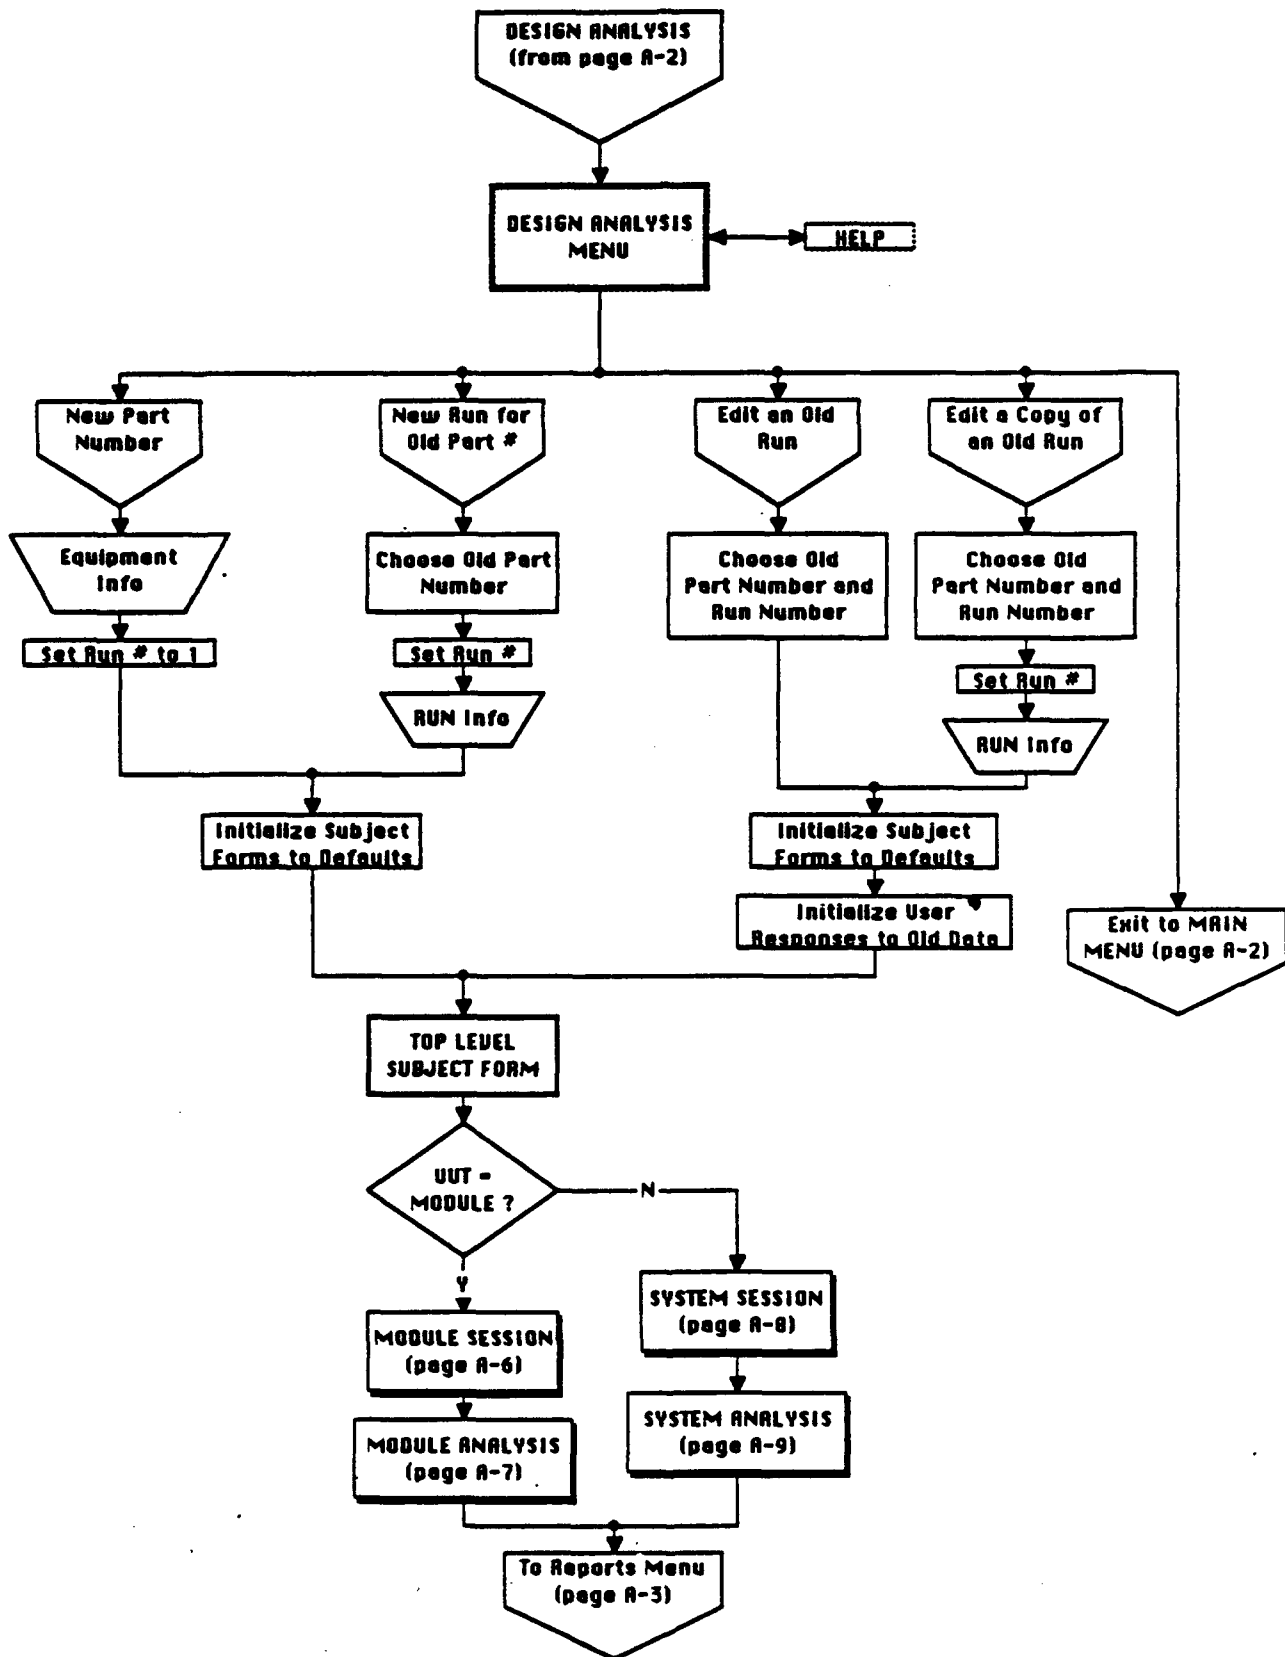 DESIGN ANALYSIS
(from page A-2)
DESIGN ANALYSIS
MENU
HELP
New Part
Number
New Run for
Old Part #
Edit an Old
Run
Edit a Copy of
an Old Run
Equipment
Info
Choose Old Part
Number
Choose Old
Part Number and
Run Number
Choose Old
Part Number and
Run Number
Set Run # to 1
Set Run #
Set Run #
RUN Info
RUN Info
Initialize Subject
Forms to Defaults
Initialize Subject
Forms to Defaults
Initialize User
Responses to Old Data
Exit to MAIN
MENU (page A-2)
TOP LEVEL
SUBJECT FORM
UUT =
MODULE ?
N
Y
SYSTEM SESSION
(page A-8)
MODULE SESSION
(page A-6)
SYSTEM ANALYSIS
(page A-9)
MODULE ANALYSIS
(page A-7)
To Reports Menu
(page A-3)